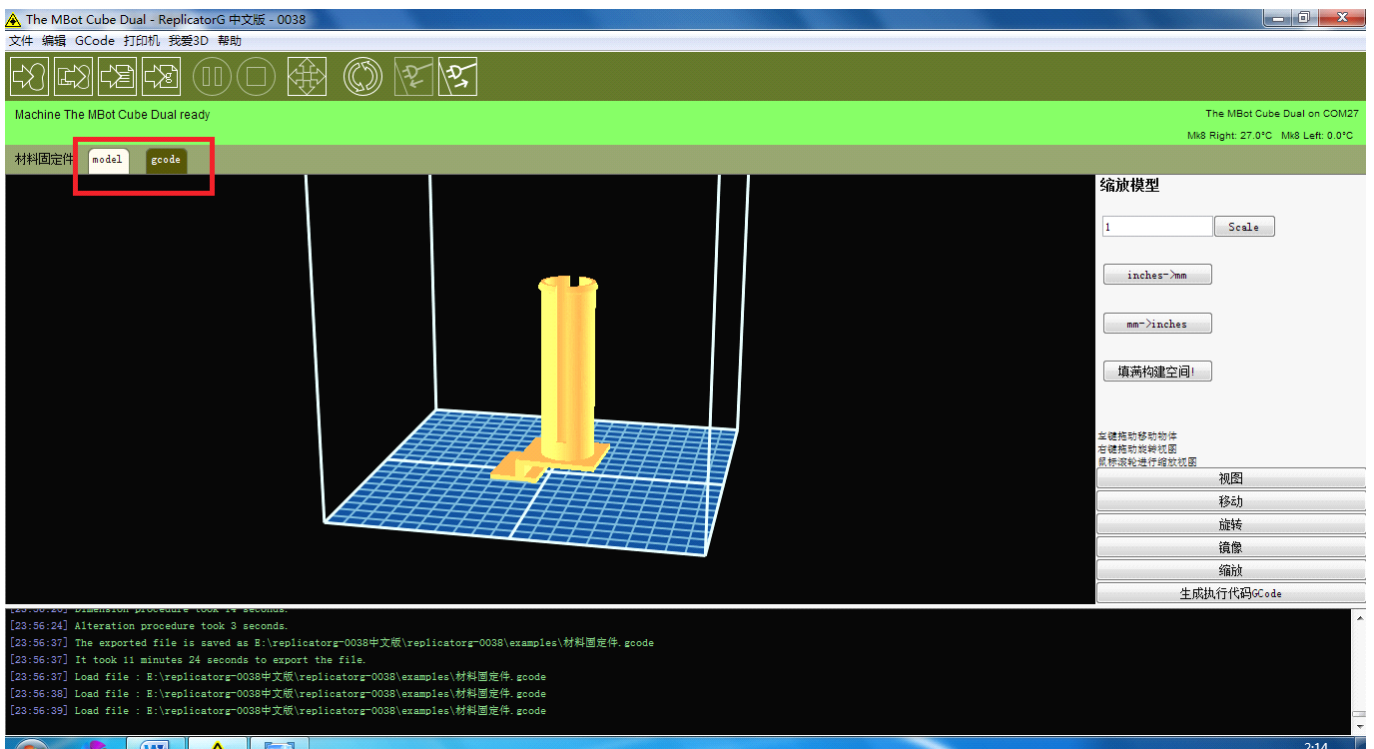 The MBot Cube Dual - ReplicatorG 中文版 - 0038
文件 编辑 GCode 打印机 我爱3D 帮助
Machine The MBot Cube Dual ready
The MBot Cube Dual on COM27
Mk8 Right: 27.0°C Mk8 Left: 0.0°C
材料固定件 model gcode
缩放模型
1 Scale
inches->mm
mm->inches
填满构建空间!
左键拖动移动物体
右键拖动旋转视图
鼠标滚轮进行缩放视图
视图
移动
旋转
镜像
缩放
生成执行代码GCode
[23:56:20] Dimension procedure took 14 seconds.
[23:56:24] Alteration procedure took 3 seconds.
[23:56:37] The exported file is saved as E:\replicatorg-0038中文版\replicatorg-0038\examples\材料固定件.gcode
[23:56:37] It took 11 minutes 24 seconds to export the file.
[23:56:37] Load file : E:\replicatorg-0038中文版\replicatorg-0038\examples\材料固定件.gcode
[23:56:38] Load file : E:\replicatorg-0038中文版\replicatorg-0038\examples\材料固定件.gcode
[23:56:39] Load file : E:\replicatorg-0038中文版\replicatorg-0038\examples\材料固定件.gcode
2:14